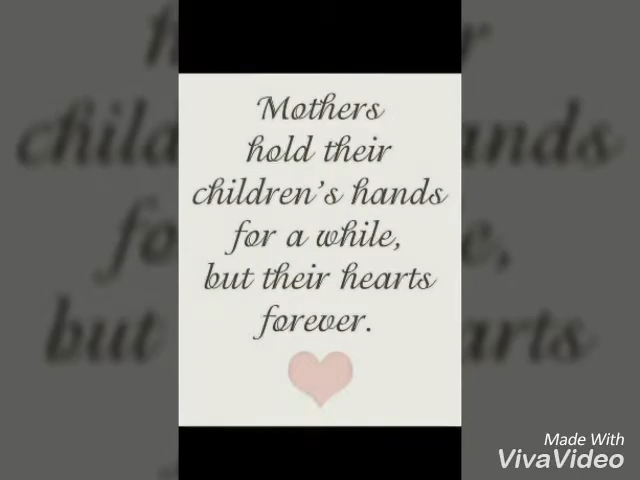 Mothers
hold their
children's hands
for a while,
but their hearts
forever.
Made With
VivaVideo